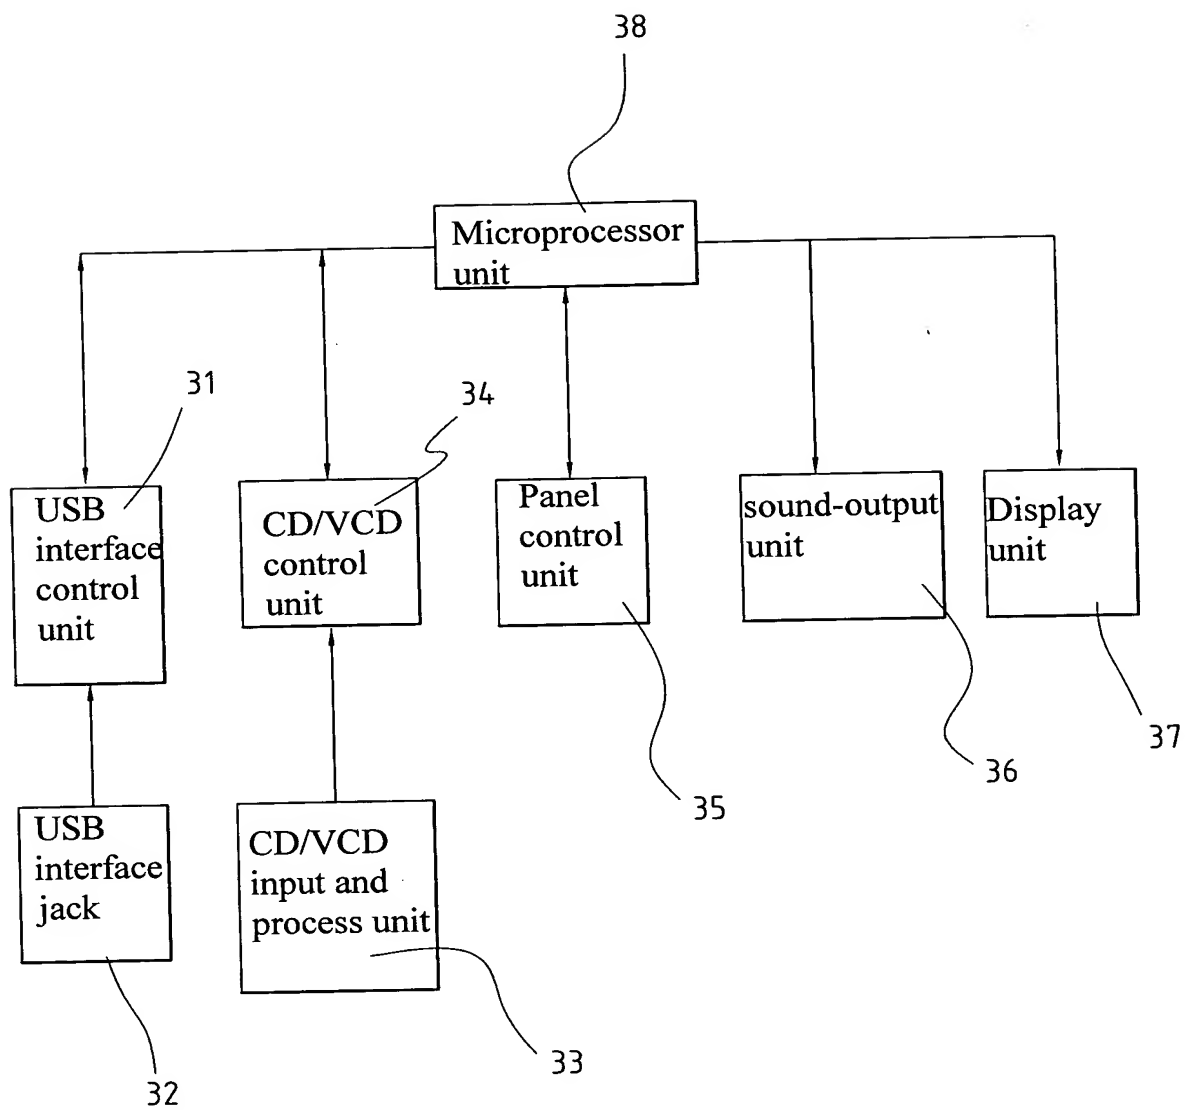 38
Microprocessor
unit
31
34
USB
interface
control
unit
CD/VCD
control
unit
Panel
control
unit
sound-output
unit
Display
unit
37
36
35
USB
interface
jack
CD/VCD
input and
process unit
33
32